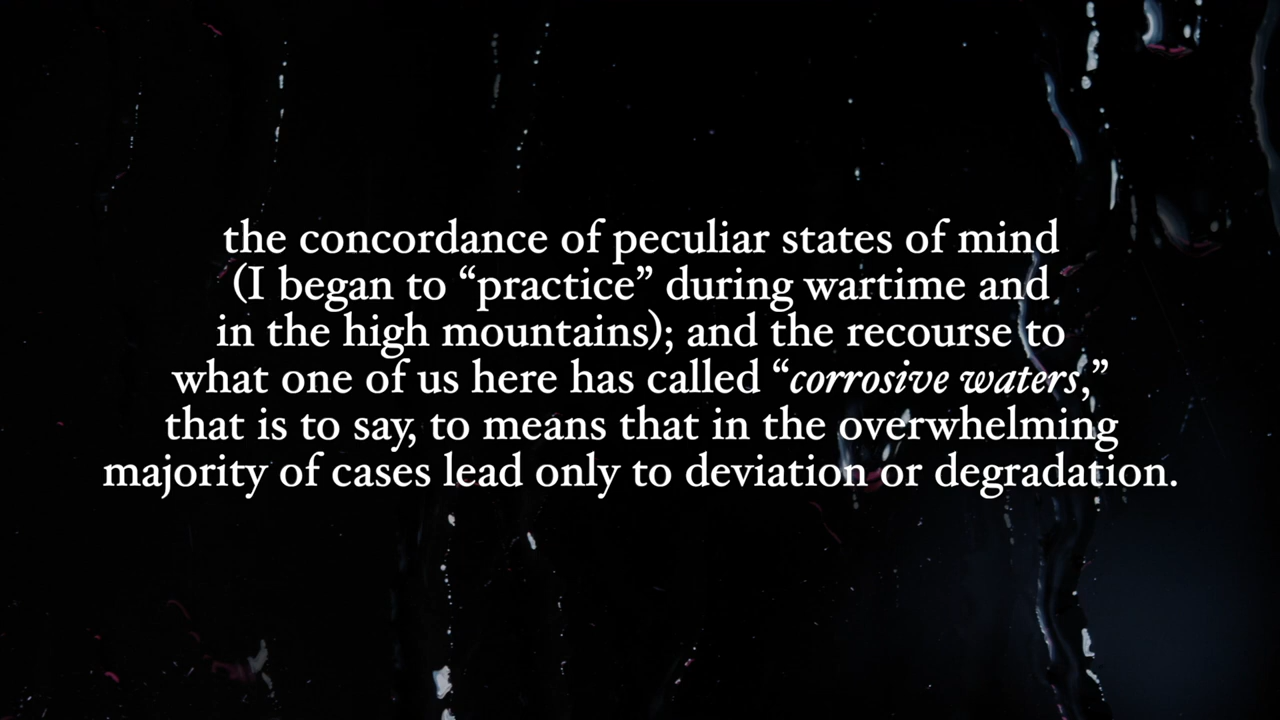 the concordance of peculiar states of mind
(I began to “practice” during wartime and
in the high mountains); and the recourse to
what one of us here has called “corrosive waters,”
that is to say, to means that in the overwhelming
majority of cases lead only to deviation or degradation.